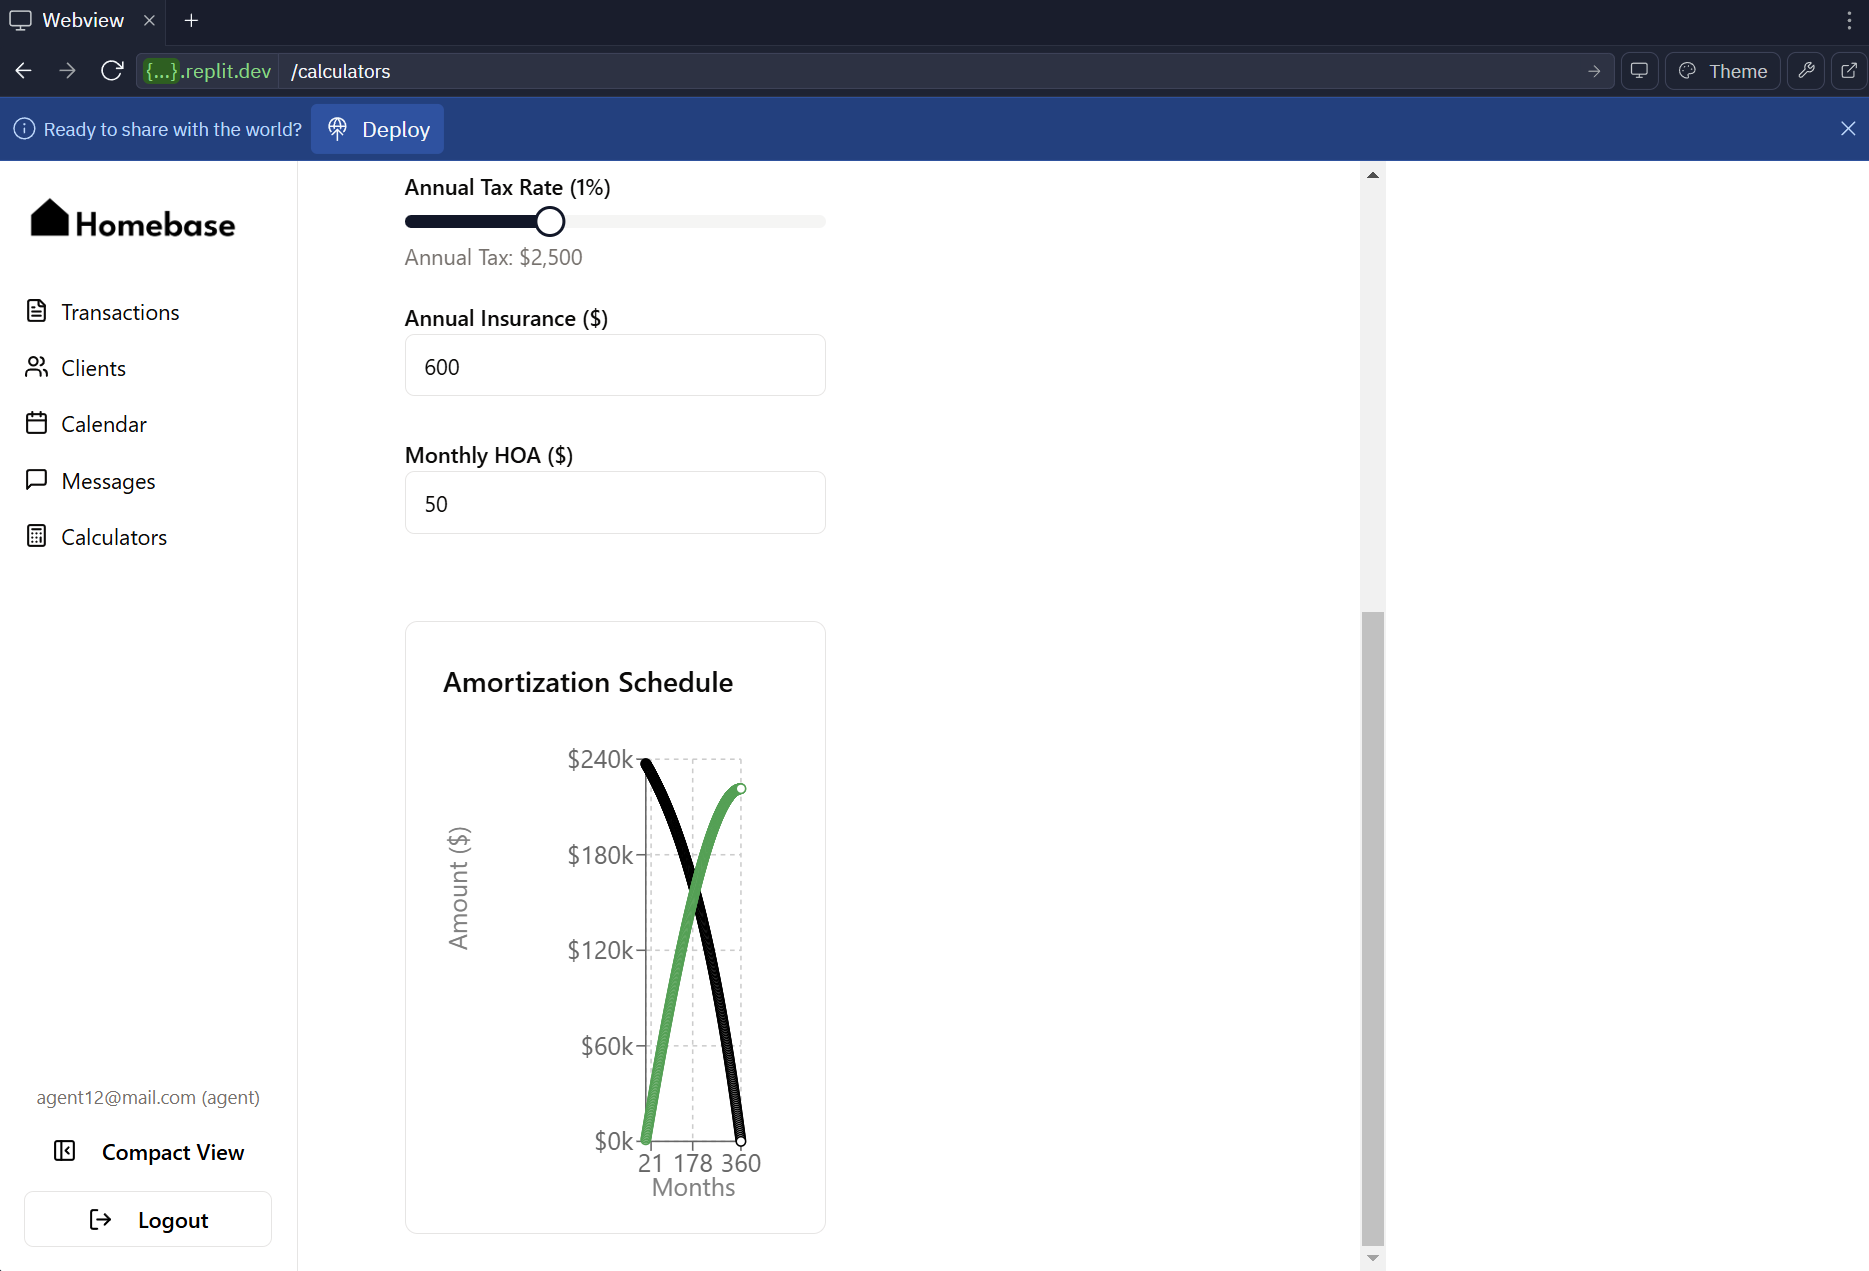 Webview
{...}.replit.dev /calculators
Theme
Ready to share with the world? Deploy
Homebase
Transactions
Clients
Calendar
Messages
Calculators
agent12@mail.com (agent)
Compact View
Logout
Annual Tax Rate (1%)
Annual Tax: $2,500
Annual Insurance ($)
600
Monthly HOA ($)
50
Amortization Schedule
Amount ($)
$240k
$180k
$120k
$60k
$0k
21 178 360
Months